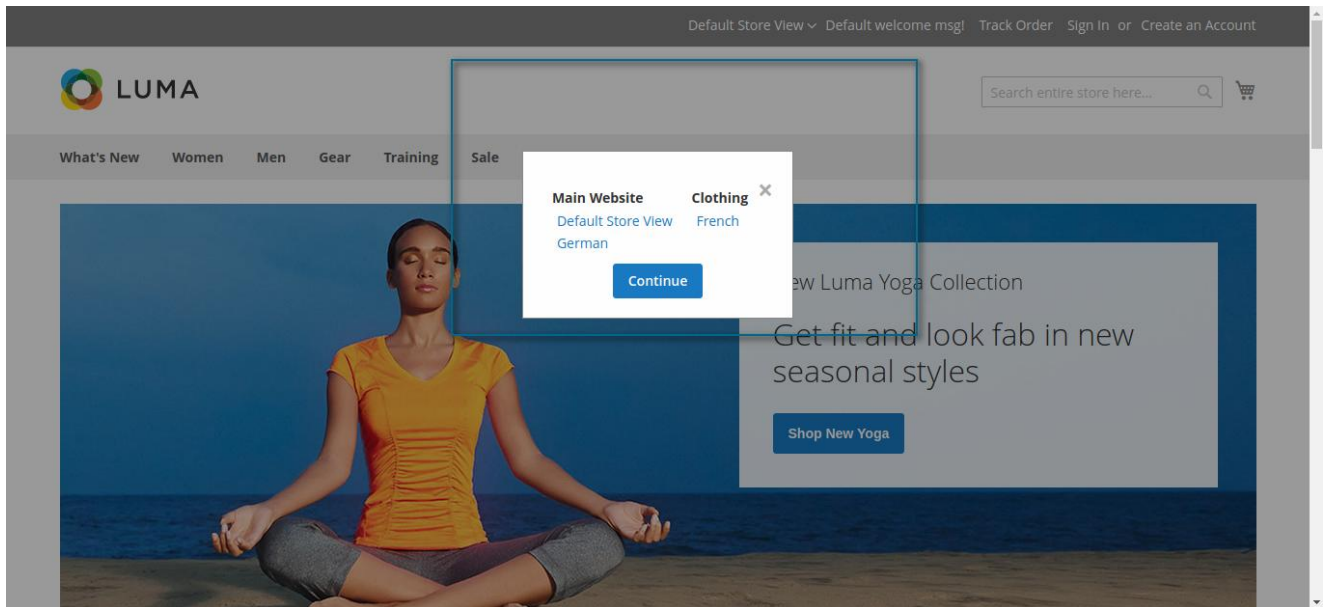 Default Store View Default welcome msg! Track Order Sign In or Create an Account
LUMA
Search entire store here...
What's New Women Men Gear Training Sale
Main Website Clothing
Default Store View French
German
Continue
ew Luma Yoga Collection
Get fit and look fab in new
seasonal styles
Shop New Yoga